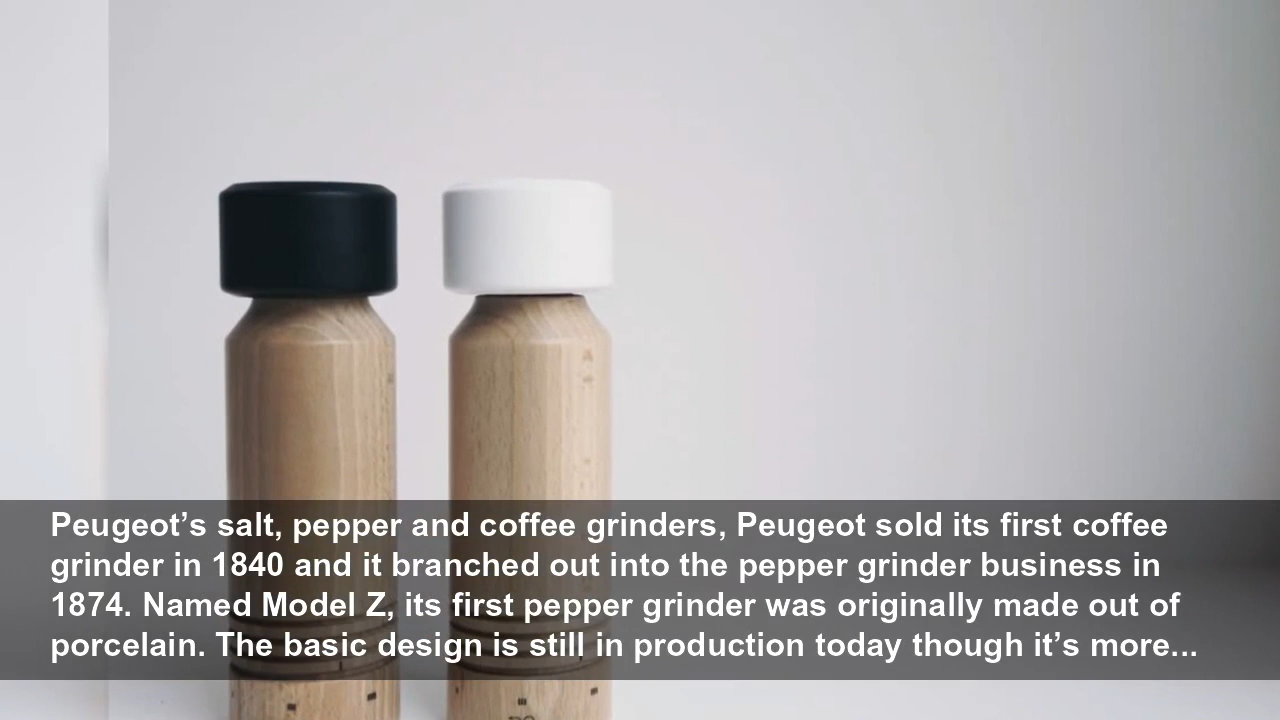 Peugeot’s salt, pepper and coffee grinders, Peugeot sold its first coffee
grinder in 1840 and it branched out into the pepper grinder business in
1874. Named Model Z, its first pepper grinder was originally made out of
porcelain. The basic design is still in production today though it’s more...